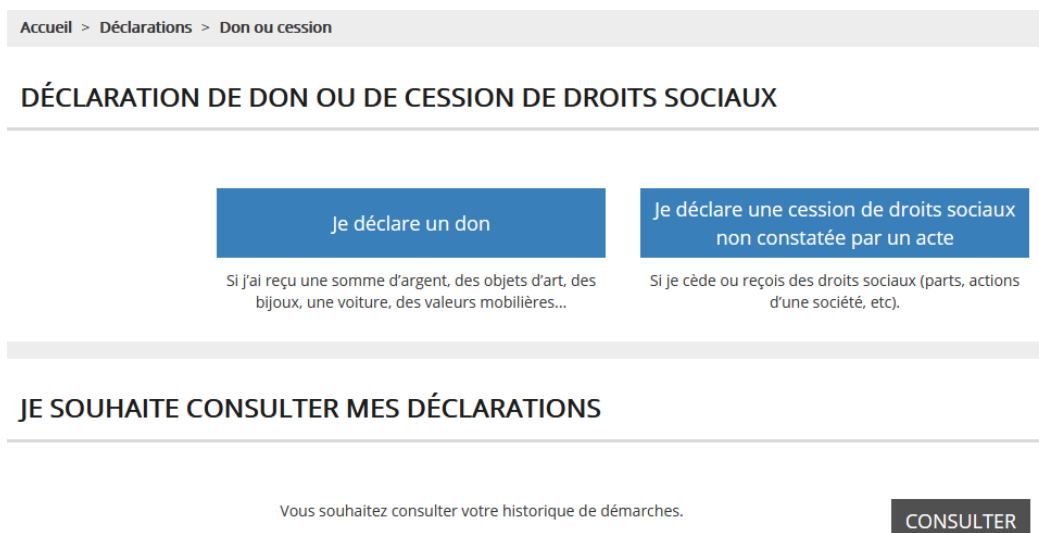 Accueil > Déclarations > Don ou cession
DÉCLARATION DE DON OU DE CESSION DE DROITS SOCIAUX
Je déclare un don
Si j’ai reçu une somme d’argent, des objets d’art, des
bijoux, une voiture, des valeurs mobilières...
Je déclare une cession de droits sociaux
non constatée par un acte
Si je cède ou reçois des droits sociaux (parts, actions
d’une société, etc).
JE SOUHAITE CONSULTER MES DÉCLARATIONS
Vous souhaitez consulter votre historique de démarches.
CONSULTER